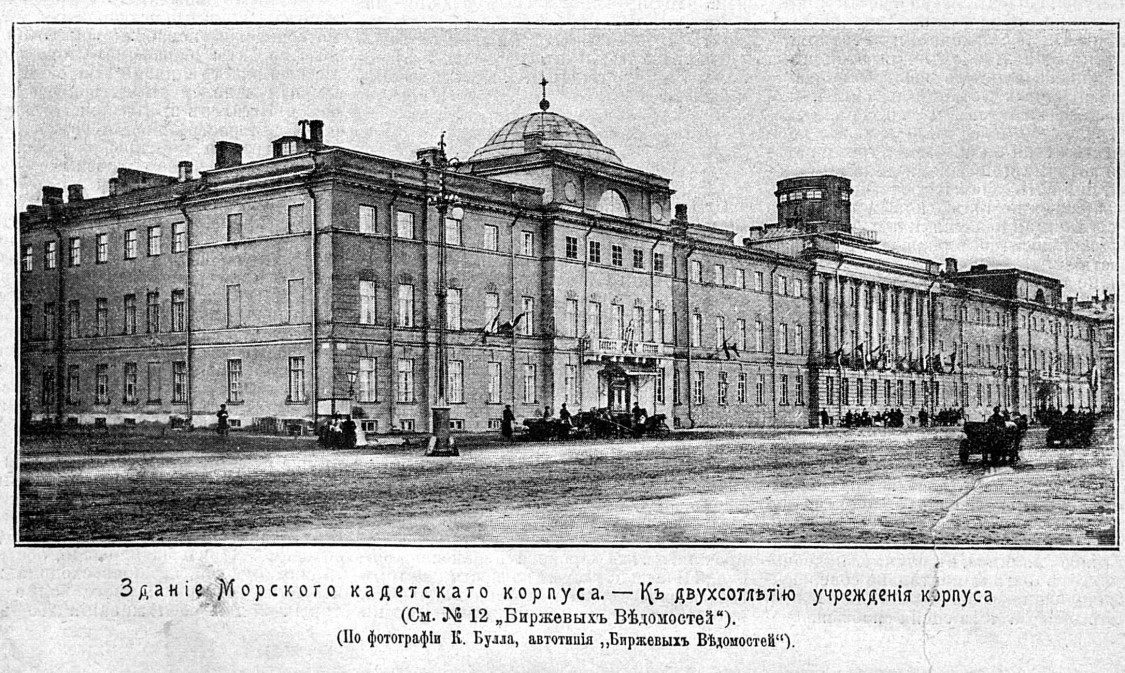 Зданіе Морского кадетскаго корпуса. — Къ двухсотлѣтію учрежденія корпуса
(См. № 12 „Биржевыхъ Вѣдомостей“).
(По фотографіи К. Булла, автотипія ,,Биржевыхъ Вѣдомостей“).